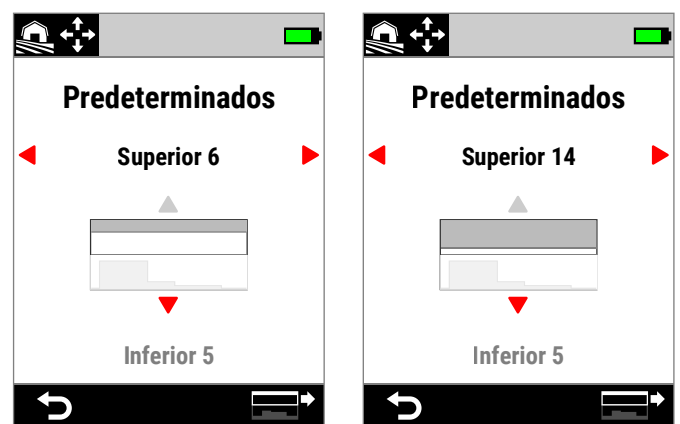 Predeterminados
Superior 6
Inferior 5
Predeterminados
Superior 14
Inferior 5